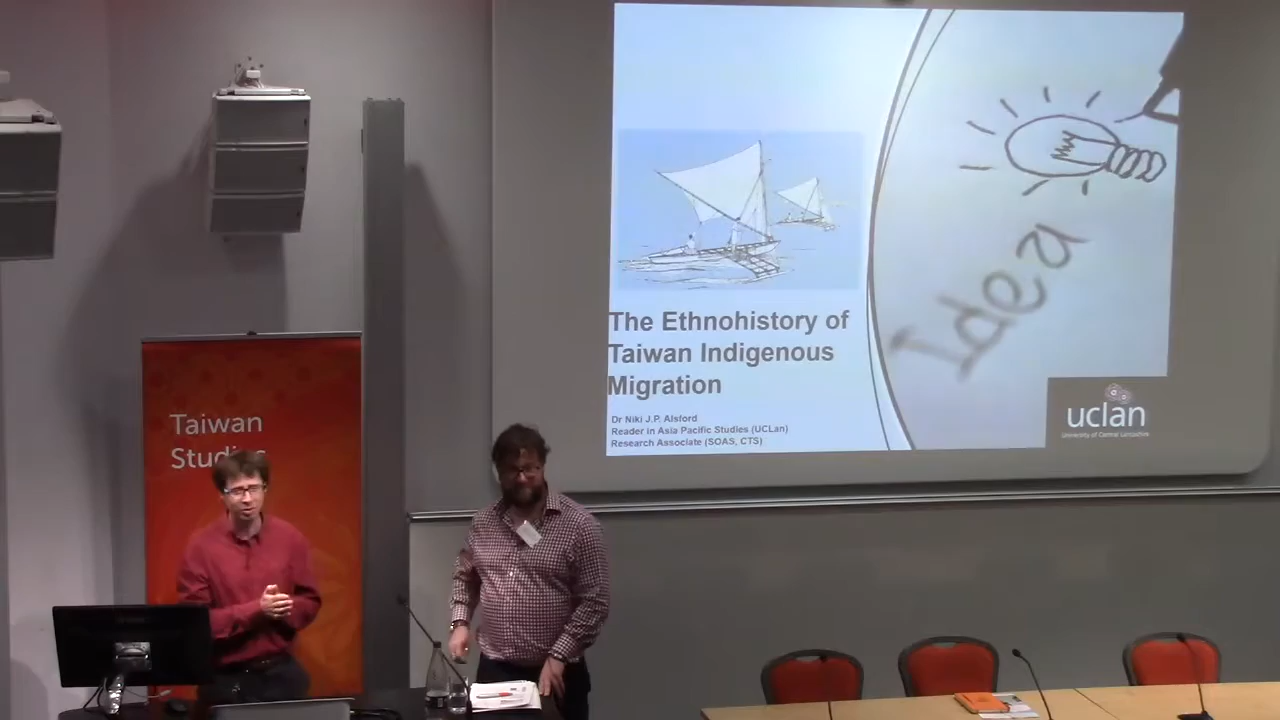 The Ethnohistory of
Taiwan Indigenous
Migration
Dr Niki J.P. Alsford
Reader in Asia Pacific Studies (UCLan)
Research Associate (SOAS, CTS)
Idea
uclan
University of Central Lancashire
Taiwan
Studies